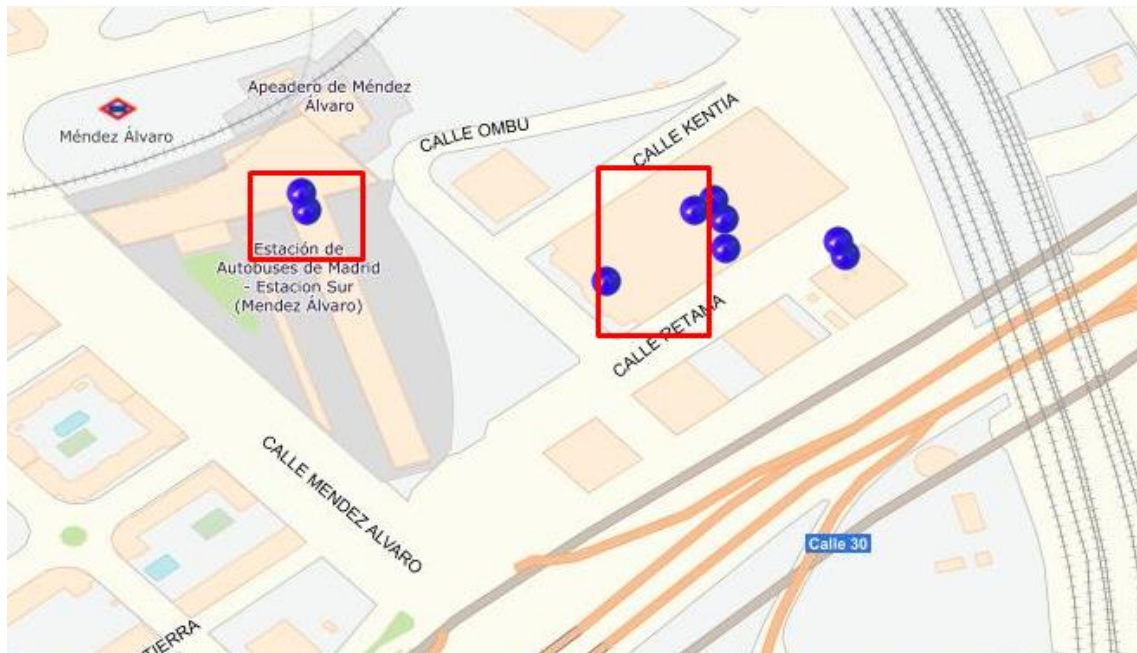 Apeadero de Méndez
Álvaro
Méndez Álvaro
CALLE OMBU
CALLE KENTIA
Estación de
Autobuses de Madrid
- Estacion Sur
(Mendez Álvaro)
CALLE RETAMA
CALLE MENDEZ ALVARO
Calle 30
TIERRA